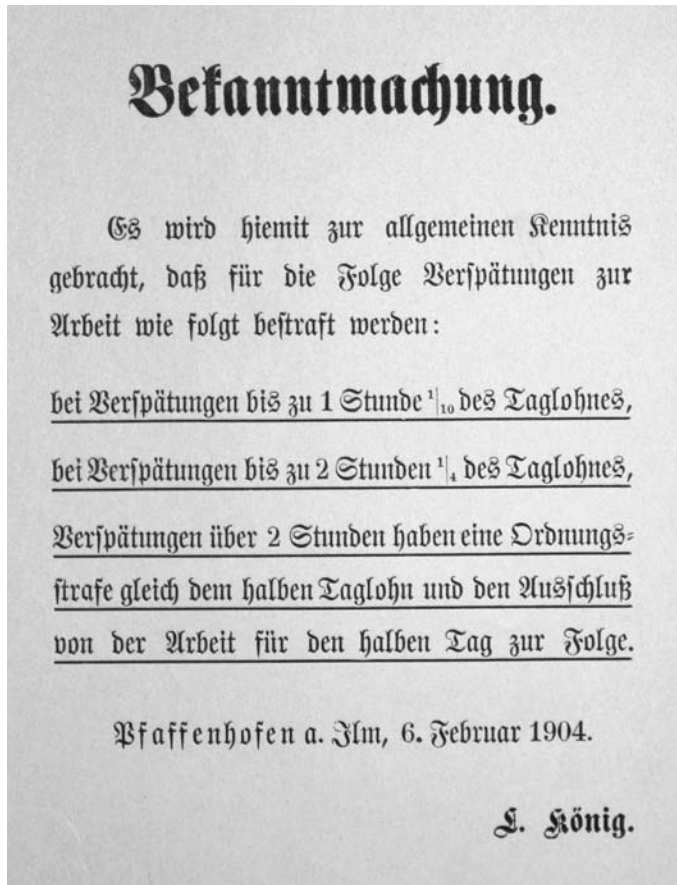 Bekanntmachung.
Es wird hiemit zur allgemeinen Kenntnis
gebracht, daß für die Folge Verspätungen zur
Arbeit wie folgt bestraft werden:
bei Verspätungen bis zu 1 Stunde 1/10 des Taglohnes,
bei Verspätungen bis zu 2 Stunden 1/4 des Taglohnes,
Verspätungen über 2 Stunden haben eine Ordnungs-
strafe gleich dem halben Taglohn und den Ausschluß
von der Arbeit für den halben Tag zur Folge.
Pfaffenhofen a. Ilm, 6. Februar 1904.
L. König.